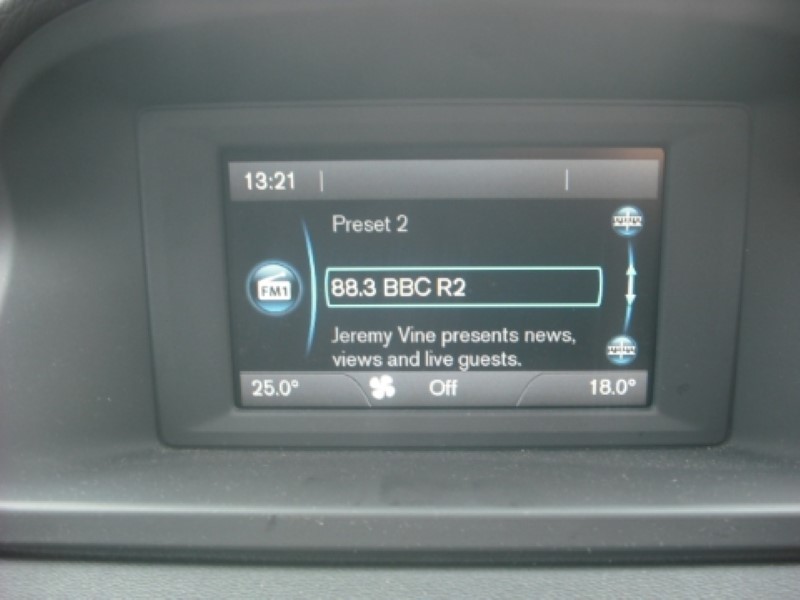 13:21
Preset 2
FM1
88.3 BBC R2
Jeremy Vine presents news,
views and live guests.
25.0° Off 18.0°